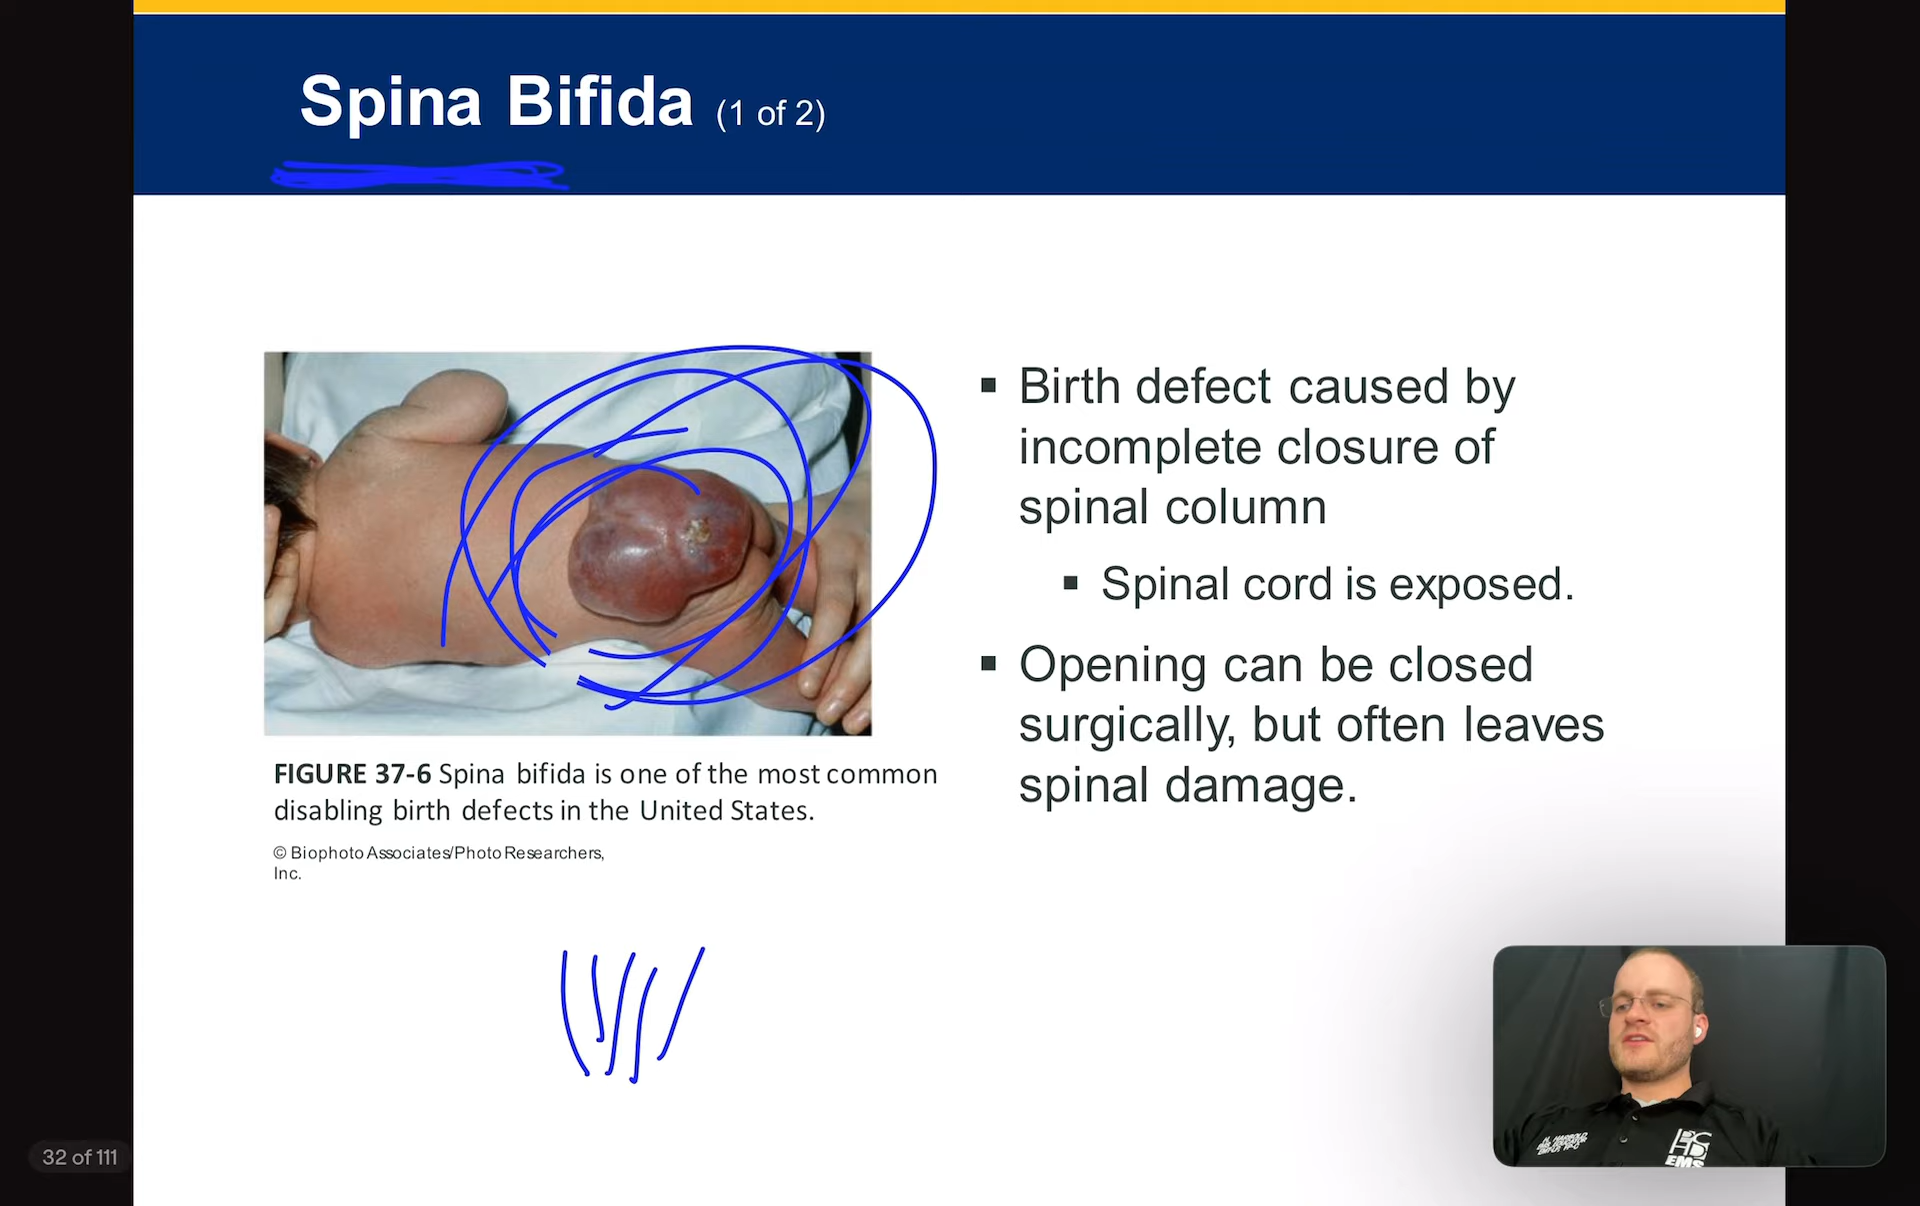 Spina Bifida (1 of 2)
▪ Birth defect caused by
incomplete closure of
spinal column
▪ Spinal cord is exposed.
▪ Opening can be closed
surgically, but often leaves
spinal damage.
FIGURE 37-6 Spina bifida is one of the most common
disabling birth defects in the United States.
© Biophoto Associates/Photo Researchers,
Inc.
32 of 111
EMS